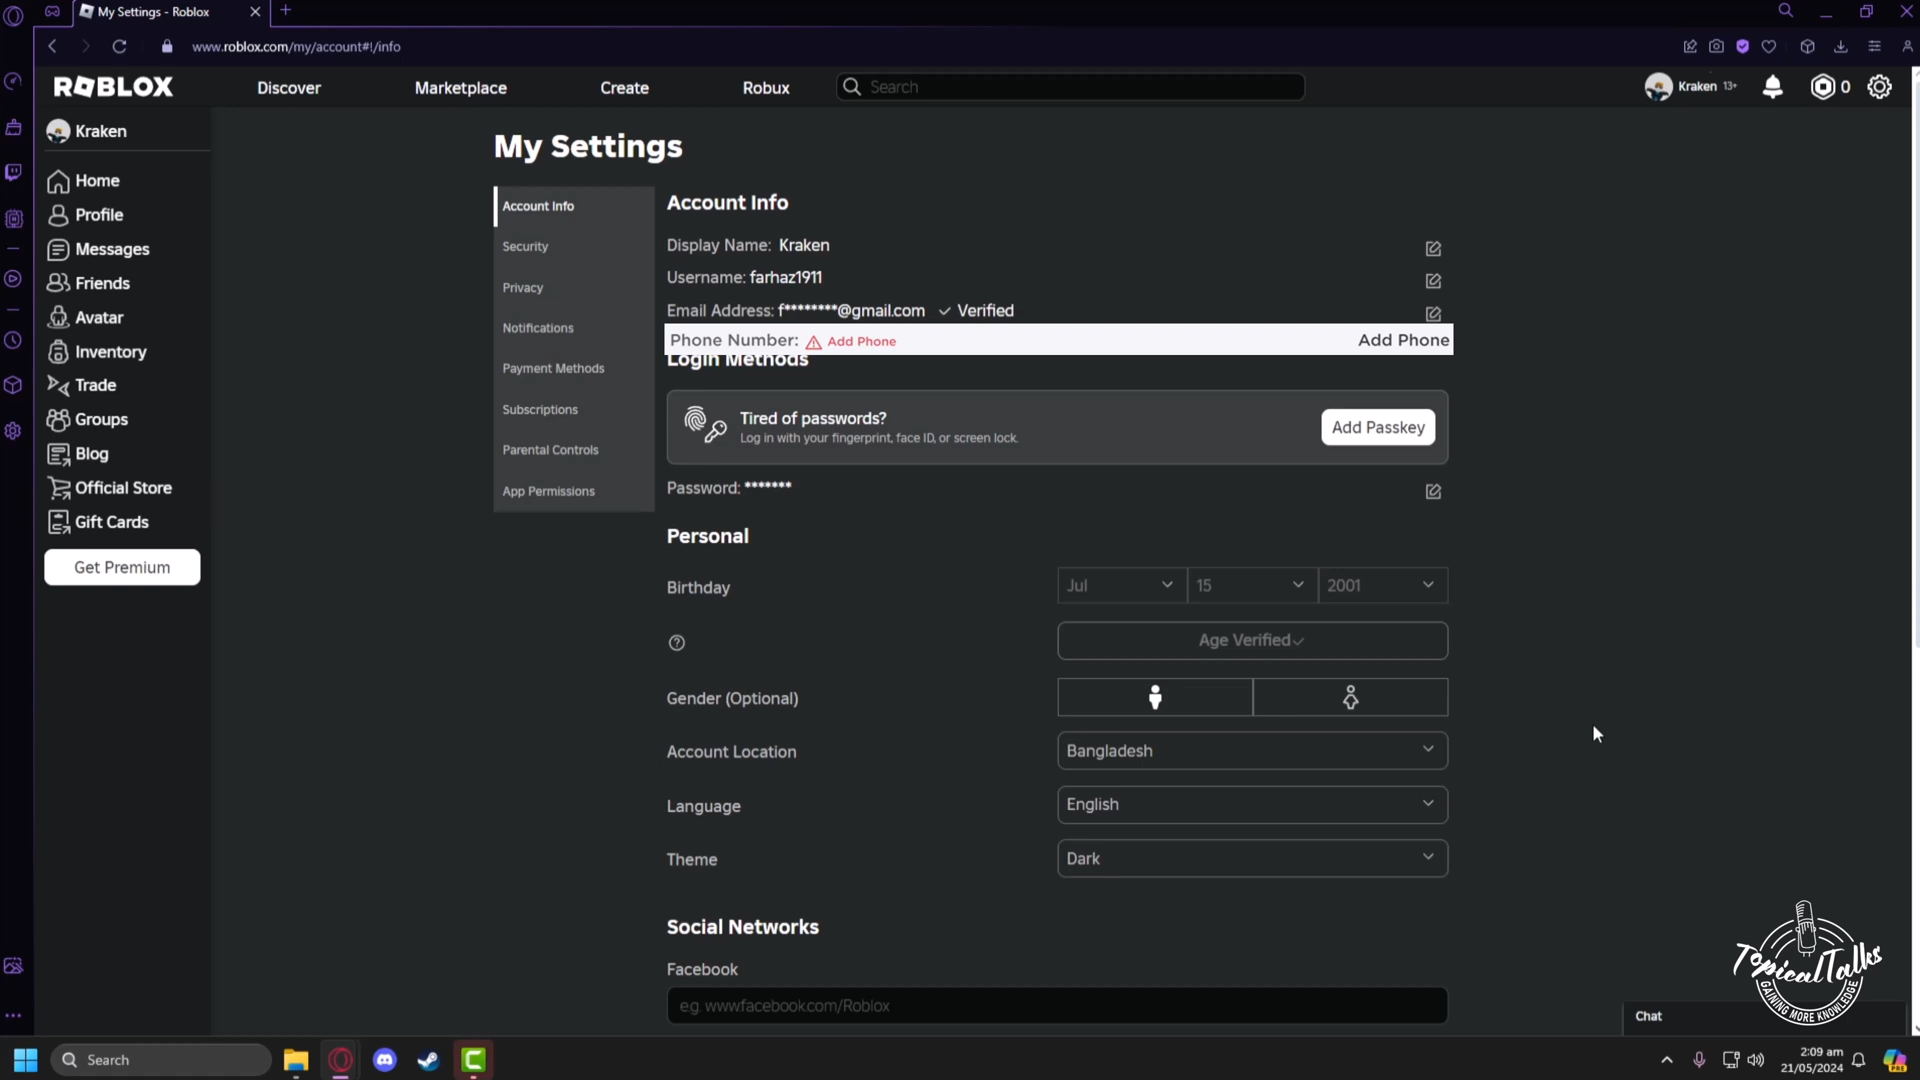 My Settings - Roblox
www.roblox.com/my/account#!/info
ROBLOX
Discover
Marketplace
Create
Robux
Search
Kraken 13+
0
Kraken
Home
Profile
Messages
Friends
Avatar
Inventory
Trade
Groups
Blog
Official Store
Gift Cards
Get Premium
My Settings
Account Info
Security
Privacy
Notifications
Payment Methods
Subscriptions
Parental Controls
App Permissions
Account Info
Display Name: Kraken
Username: farhaz1911
Email Address: f********@gmail.com ✓ Verified
Phone Number: Add Phone Add Phone
Login Methods
Tired of passwords?
Log in with your fingerprint, face ID, or screen lock.
Add Passkey
Password: *******
Personal
Birthday
Jul 15 2001
Age Verified✓
Gender (Optional)
Account Location
Bangladesh
Language
English
Theme
Dark
Social Networks
Facebook
eg. www.facebook.com/Roblox
Chat
TopicalTalks
GAINING MORE KNOWLEDGE
Search
2:09 am
21/05/2024
PRE